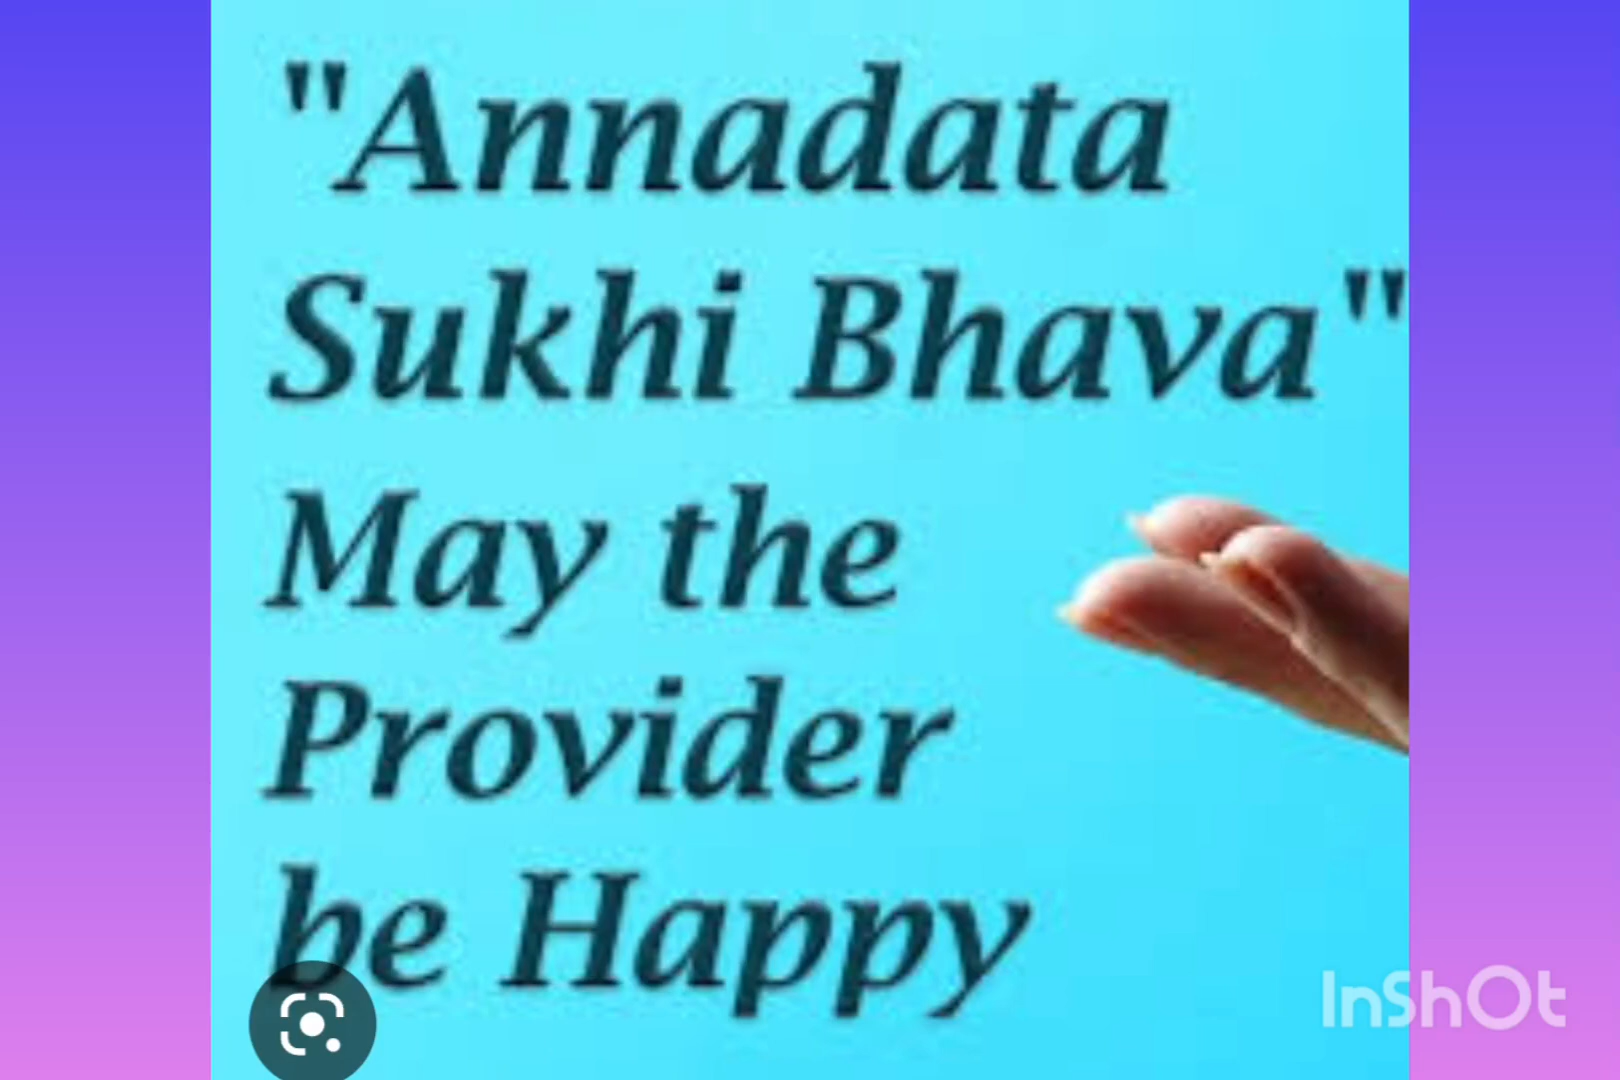 "Annadata
Sukhi Bhava"
May the
Provider
be Happy
InShOt